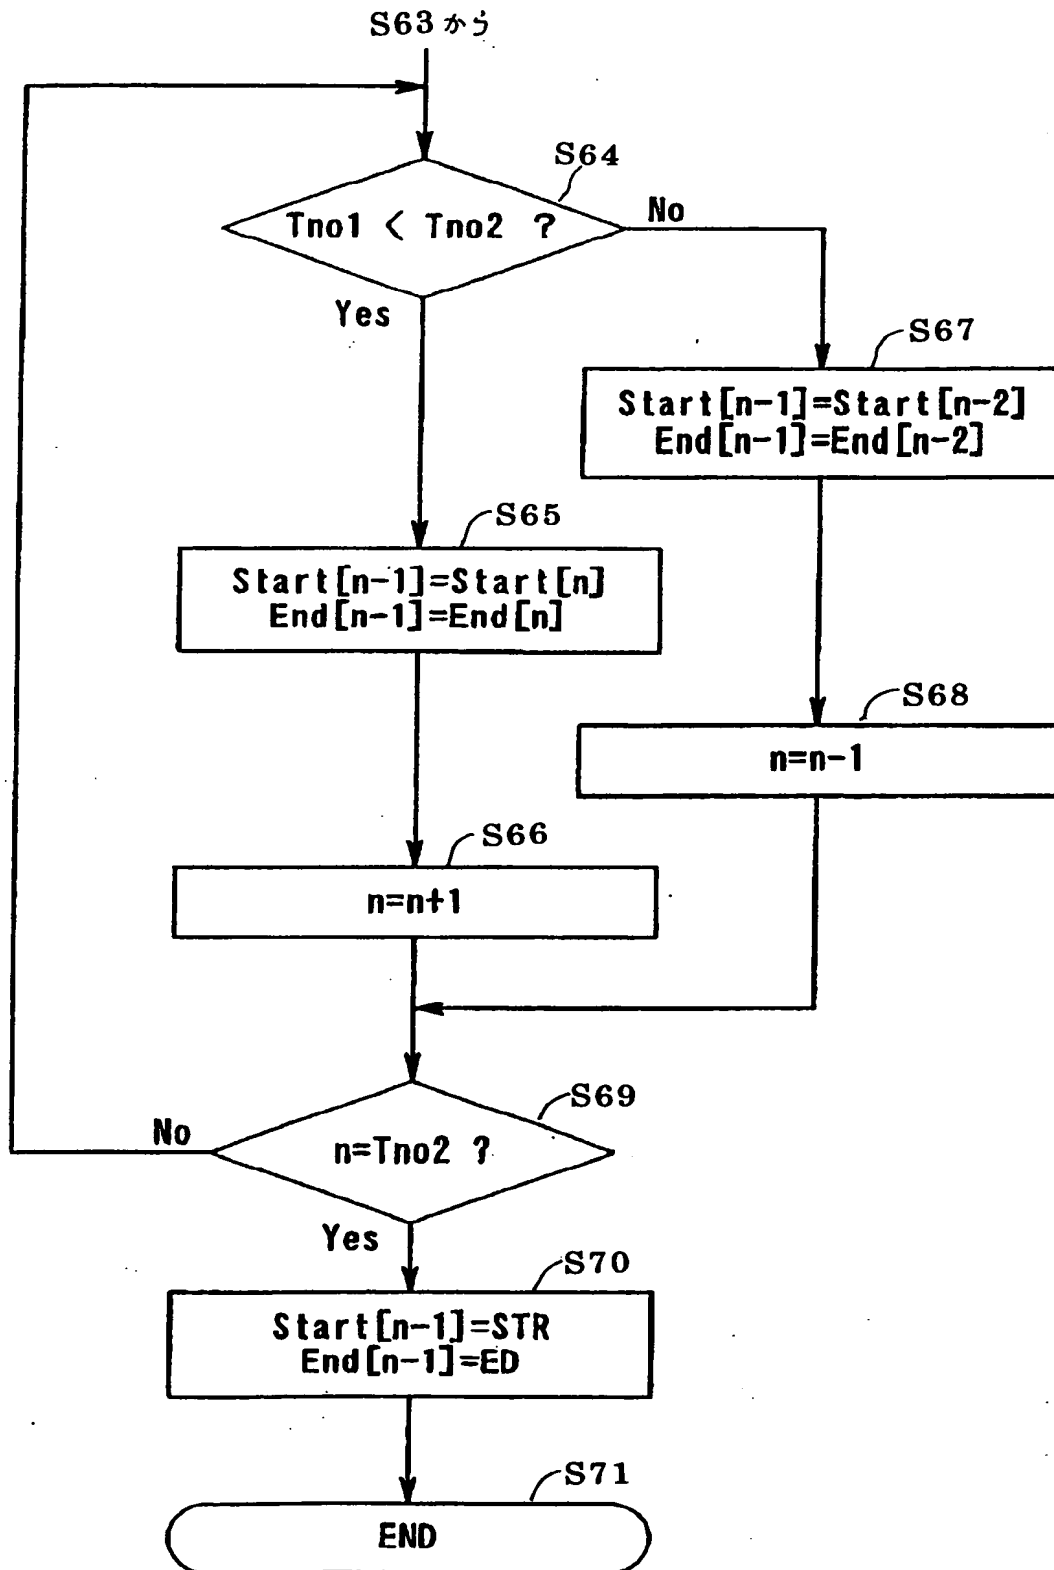 S63から
S64
Tno1 < Tno2 ?
No
Yes
S67
Start[n-1]=Start[n-2]
End[n-1]=End[n-2]
S65
Start[n-1]=Start[n]
End[n-1]=End[n]
S68
n=n-1
S66
n=n+1
S69
No
n=Tno2 ?
Yes
S70
Start[n-1]=STR
End[n-1]=ED
S71
END